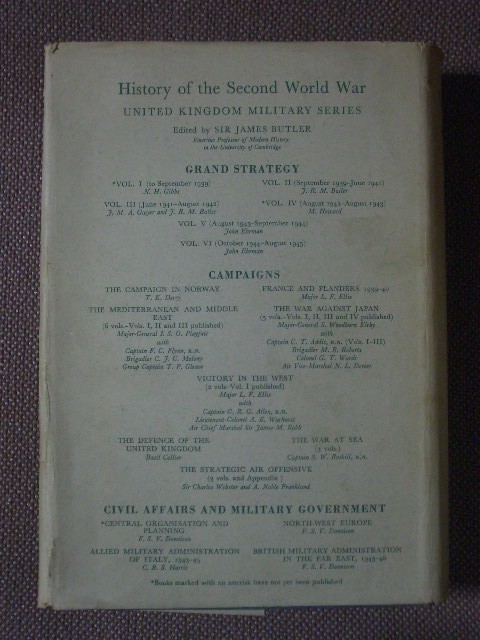 History of the Second World War
UNITED KINGDOM MILITARY SERIES
Edited by SIR JAMES BUTLER
Emeritus Professor of Modern History
in the University of Cambridge
GRAND STRATEGY
*VOL. I (to September 1939)
N. H. Gibbs
VOL. II (September 1939-June 1941)
J. R. M. Butler
VOL. III (June 1941-August 1942)
J. M. A. Gwyer and J. R. M. Butler
*VOL. IV (August 1942-August 1943)
M. Howard
VOL. V (August 1943-September 1944)
John Ehrman
VOL. VI (October 1944-August 1945)
John Ehrman
CAMPAIGNS
THE CAMPAIGN IN NORWAY
T. K. Derry
FRANCE AND FLANDERS 1939-40
Major L. F. Ellis
THE MEDITERRANEAN AND MIDDLE
EAST
(6 vols.-Vols. I, II and III published)
Major-General I. S. O. Playfair
with
Captain F. C. Flynn, R.N.
Brigadier C. J. C. Molony
Group Captain T. P. Gleave
THE WAR AGAINST JAPAN
(5 vols.-Vols. I, II, III and IV published)
Major-General S. Woodburn Kirby
with
Captain C. T. Addis, R.N. (Vols. I-III)
Brigadier M. R. Roberts
Colonel G. T. Wards
Air Vice-Marshal N. L. Desoer
VICTORY IN THE WEST
(2 vols-Vol. I published)
Major L. F. Ellis
with
Captain G. R. G. Allen, R.N.
Lieutenant-Colonel A. E. Warhurst
Air Chief Marshal Sir James M. Robb
THE DEFENCE OF THE
UNITED KINGDOM
Basil Collier
THE WAR AT SEA
(3 vols.)
Captain S. W. Roskill, R.N.
THE STRATEGIC AIR OFFENSIVE
(3 vols. and Appendix)
Sir Charles Webster and A. Noble Frankland
CIVIL AFFAIRS AND MILITARY GOVERNMENT
*CENTRAL ORGANISATION AND
PLANNING
F. S. V. Donnison
NORTH-WEST EUROPE
F. S. V. Donnison
ALLIED MILITARY ADMINISTRATION
OF ITALY, 1943-45
C. R. S. Harris
BRITISH MILITARY ADMINISTRATION
IN THE FAR EAST, 1943-46
F. S. V. Donnison
*Books marked with an asterisk have not yet been published